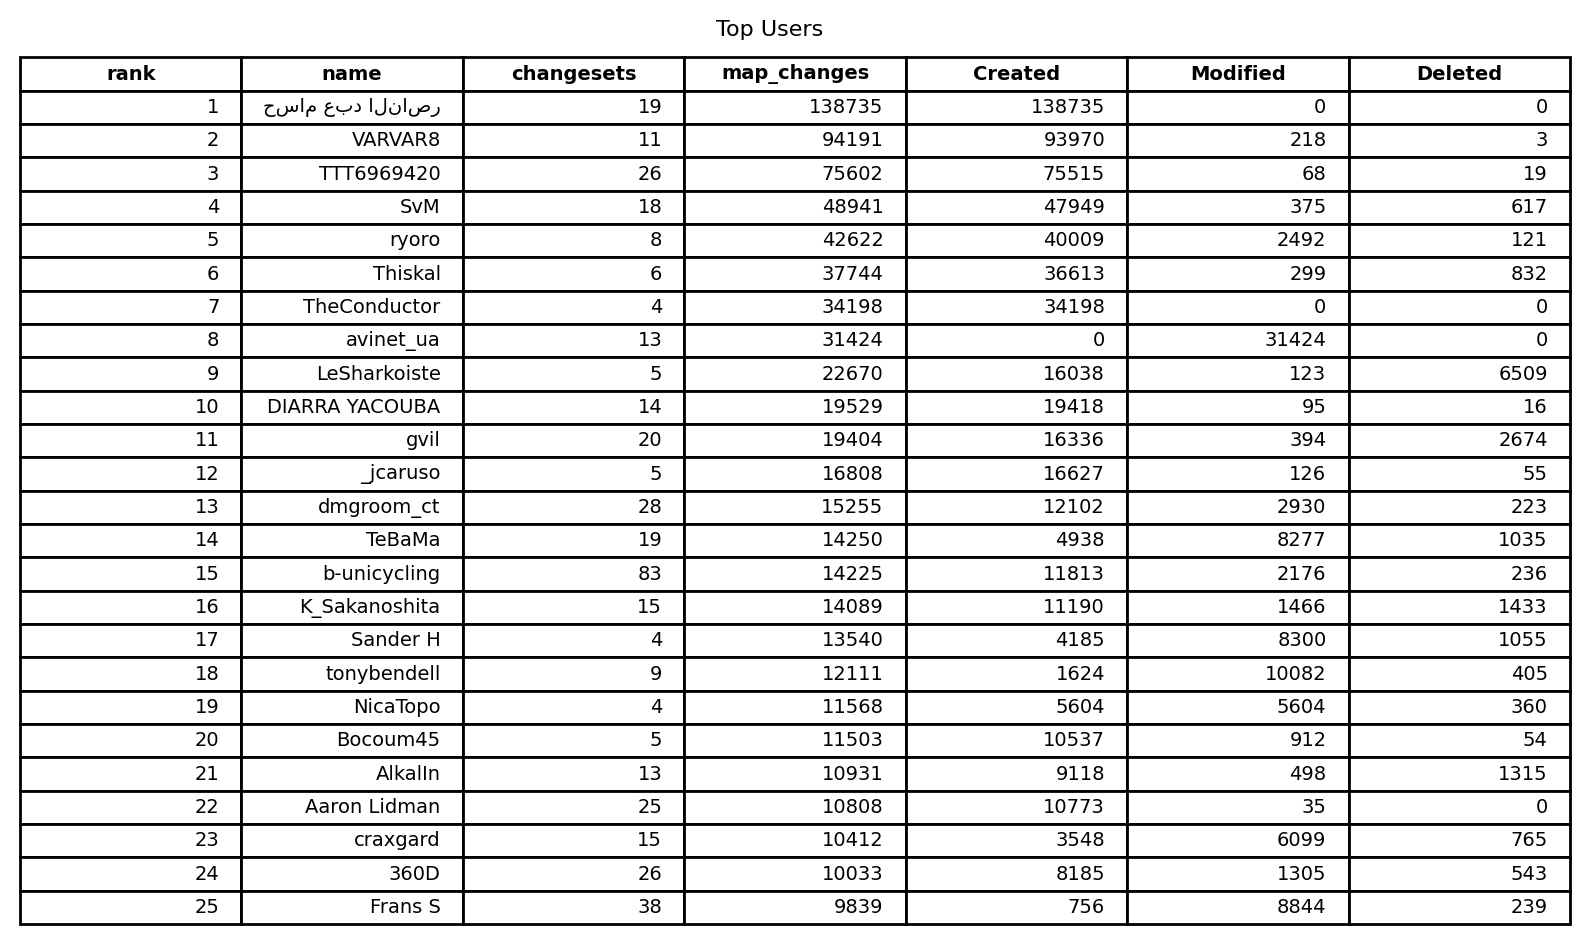 Top Users
rank name changesets map_changes Created Modified Deleted
1 حسام عبد الناصر 19 138735 138735 0 0
2 VARVAR8 11 94191 93970 218 3
3 TTT6969420 26 75602 75515 68 19
4 SvM 18 48941 47949 375 617
5 ryoro 8 42622 40009 2492 121
6 Thiskal 6 37744 36613 299 832
7 TheConductor 4 34198 34198 0 0
8 avinet_ua 13 31424 0 31424 0
9 LeSharkoiste 5 22670 16038 123 6509
10 DIARRA YACOUBA 14 19529 19418 95 16
11 gvil 20 19404 16336 394 2674
12 _jcaruso 5 16808 16627 126 55
13 dmgroom_ct 28 15255 12102 2930 223
14 TeBaMa 19 14250 4938 8277 1035
15 b-unicycling 83 14225 11813 2176 236
16 K_Sakanoshita 15 14089 11190 1466 1433
17 Sander H 4 13540 4185 8300 1055
18 tonybendell 9 12111 1624 10082 405
19 NicaTopo 4 11568 5604 5604 360
20 Bocoum45 5 11503 10537 912 54
21 AlkalIn 13 10931 9118 498 1315
22 Aaron Lidman 25 10808 10773 35 0
23 craxgard 15 10412 3548 6099 765
24 360D 26 10033 8185 1305 543
25 Frans S 38 9839 756 8844 239